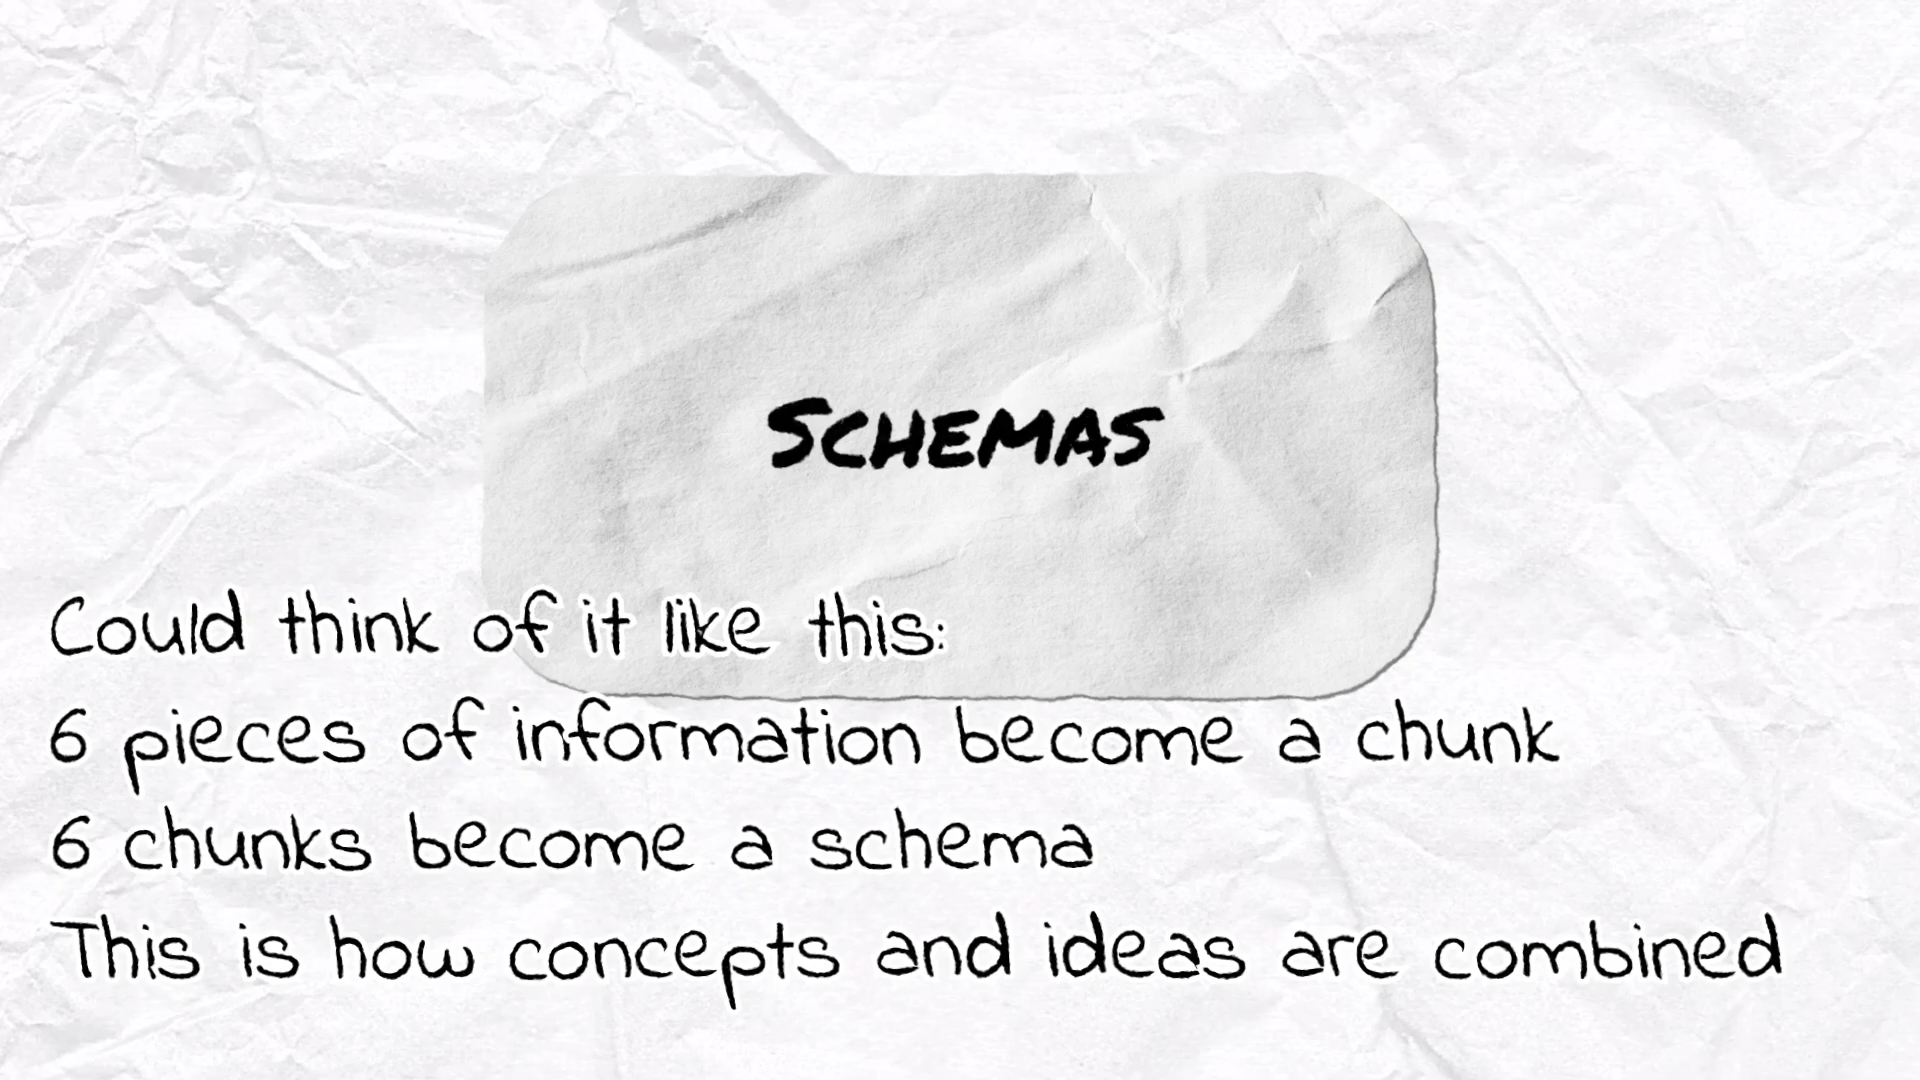 Schemas
Could think of it like this:
6 pieces of information become a chunk
6 chunks become a schema
This is how concepts and ideas are combined